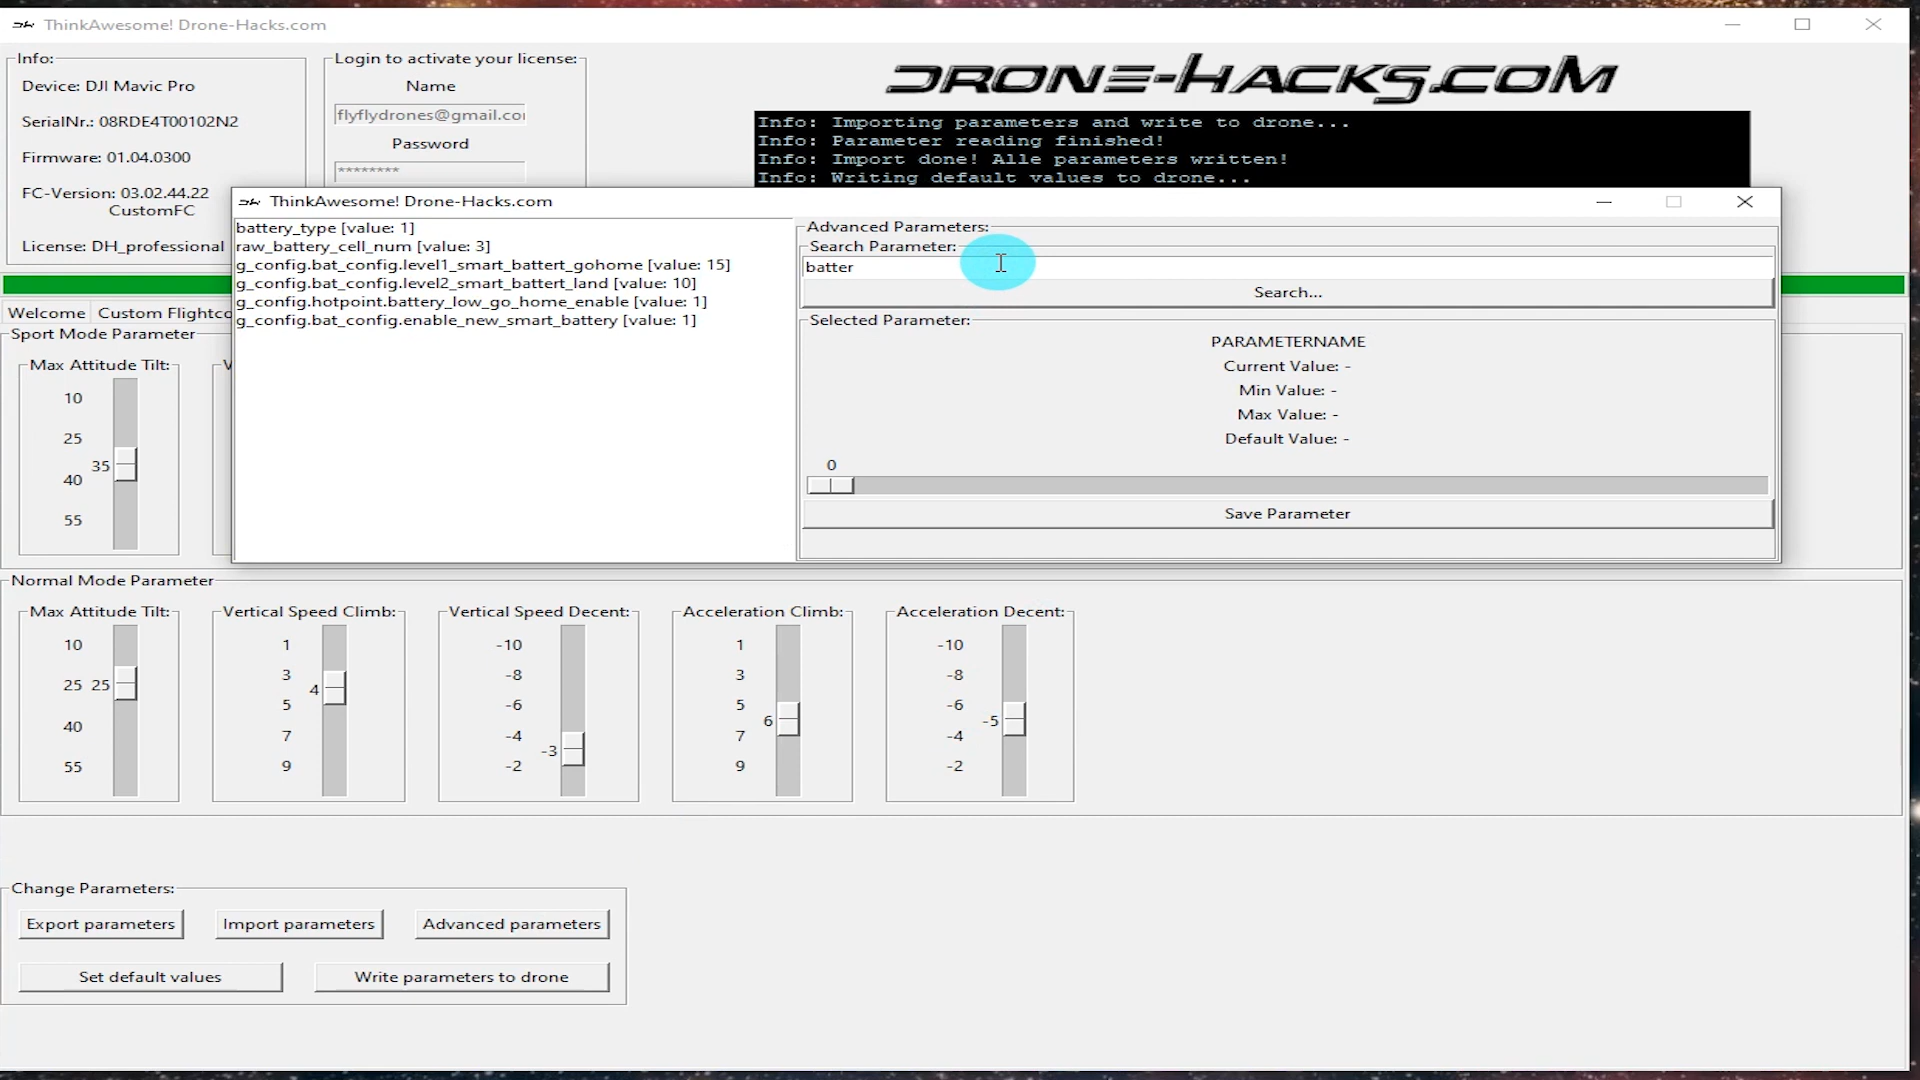 ThinkAwesome! Drone-Hacks.com
Info:
Device: DJI Mavic Pro
SerialNr.: 08RDE4T00102N2
Firmware: 01.04.0300
FC-Version: 03.02.44.22
CustomFC
License: DH_professional
Login to activate your license:
Name
flyflydrones@gmail.co
Password
********
DRONE-HACKS.COM
Info: Importing parameters and write to drone...
Info: Parameter reading finished!
Info: Import done! Alle parameters written!
Info: Writing default values to drone...
ThinkAwesome! Drone-Hacks.com
battery_type [value: 1]
raw_battery_cell_num [value: 3]
g_config.bat_config.level1_smart_battert_gohome [value: 15]
g_config.bat_config.level2_smart_battert_land [value: 10]
g_config.hotpoint.battery_low_go_home_enable [value: 1]
g_config.bat_config.enable_new_smart_battery [value: 1]
Advanced Parameters:
Search Parameter:
batter
Search...
Selected Parameter:
PARAMETERNAME
Current Value: -
Min Value: -
Max Value: -
Default Value: -
0
Save Parameter
Welcome
Custom Flightco
Sport Mode Parameter
Max Attitude Tilt:
10
25
35
40
55
V
Normal Mode Parameter
Max Attitude Tilt:
10
25 25
40
55
Vertical Speed Climb:
1
3
4
5
7
9
Vertical Speed Decent:
-10
-8
-6
-4
-3
-2
Acceleration Climb:
1
3
5
6
7
9
Acceleration Decent:
-10
-8
-6
-5
-4
-2
Change Parameters:
Export parameters
Import parameters
Advanced parameters
Set default values
Write parameters to drone